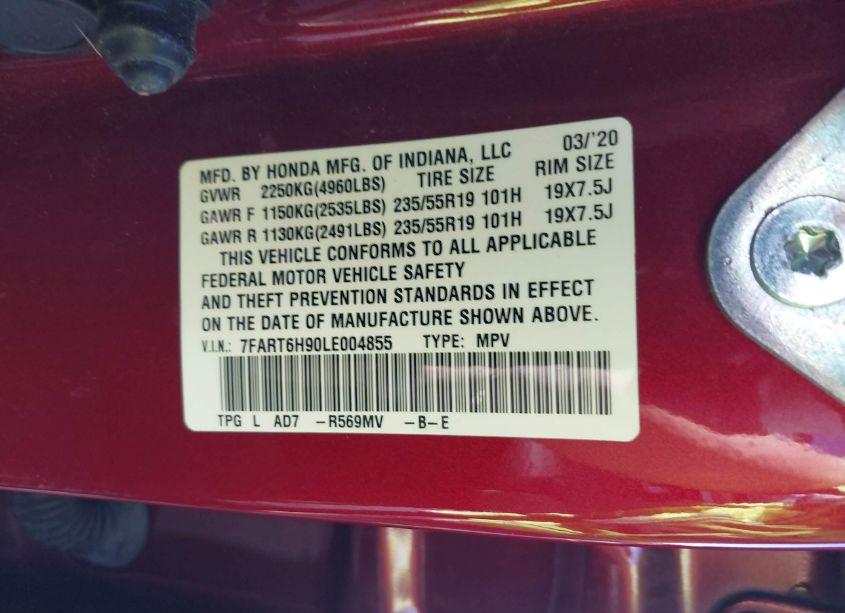 MFD. BY HONDA MFG. OF INDIANA, LLC 03/'20
GVWR 2250KG(4960LBS) TIRE SIZE RIM SIZE
GAWR F 1150KG(2535LBS) 235/55R19 101H 19X7.5J
GAWR R 1130KG(2491LBS) 235/55R19 101H 19X7.5J
THIS VEHICLE CONFORMS TO ALL APPLICABLE
FEDERAL MOTOR VEHICLE SAFETY
AND THEFT PREVENTION STANDARDS IN EFFECT
ON THE DATE OF MANUFACTURE SHOWN ABOVE.
V.I.N.: 7FART6H90LE004855 TYPE: MPV
TPG L AD7 -R569MV -B-E